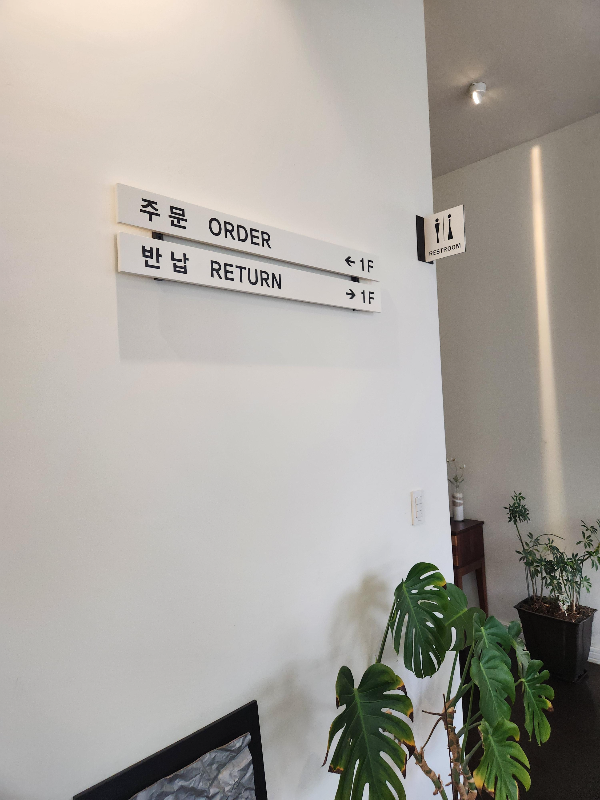 주문 ORDER ← 1F
반납 RETURN → 1F
RESTROOM